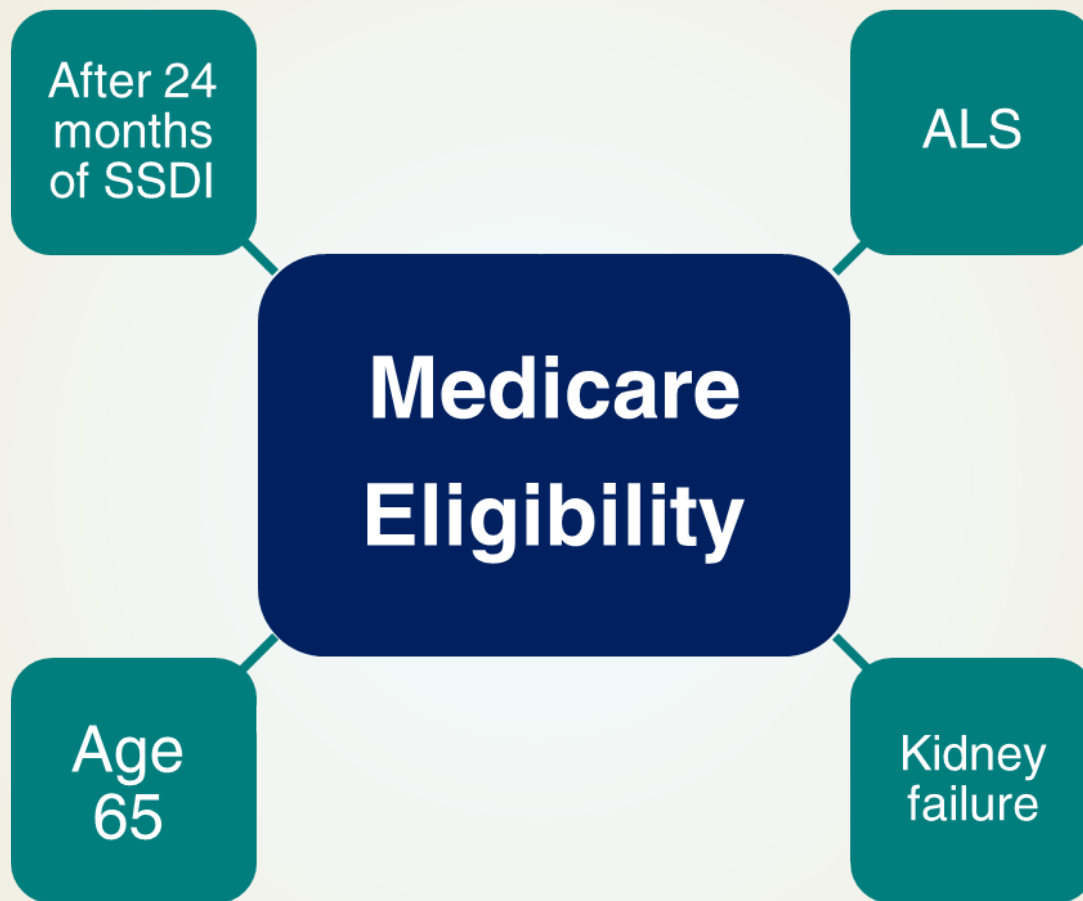 After 24
months
of SSDI
ALS
Medicare
Eligibility
Age
65
Kidney
failure